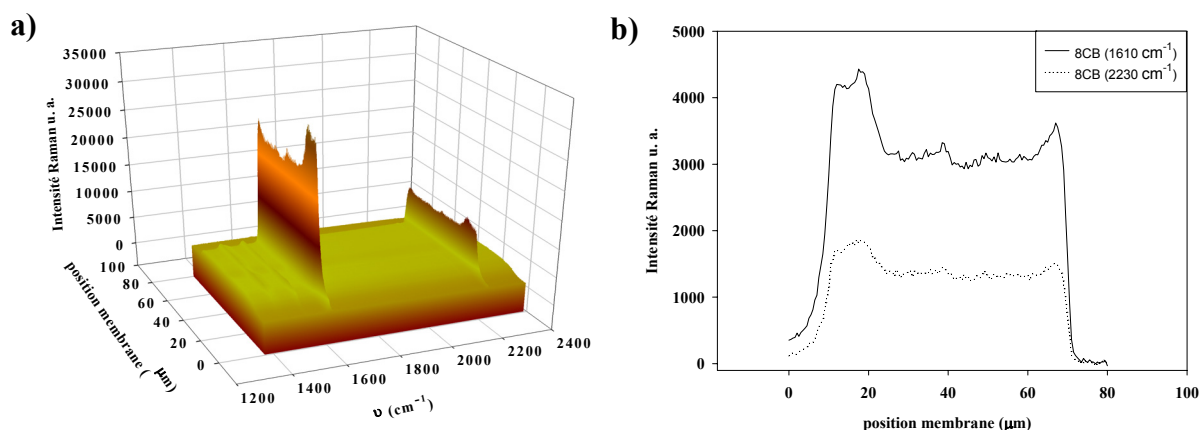 a)
Intensité Raman u. a.
35000
30000
25000
20000
15000
10000
5000
0
100
80
60
40
20
0
position membrane ( μm)
1200
1400
1600
1800
2000
2200
2400
υ (cm⁻¹)
b)
Intensité Raman u. a.
5000
4000
3000
2000
1000
0
8CB (1610 cm⁻¹)
8CB (2230 cm⁻¹)
0 20 40 60 80 100
position membrane (μm)